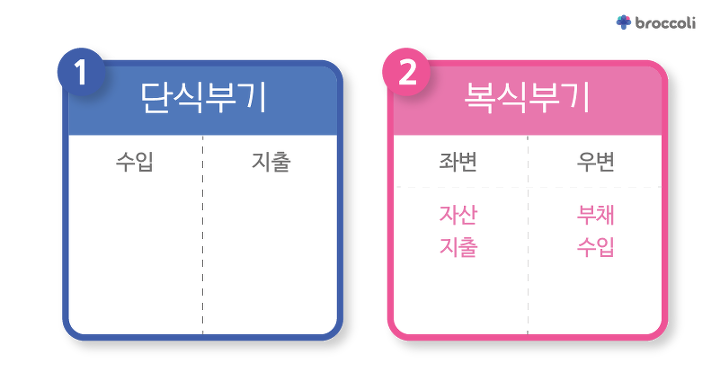 broccoli
1
단식부기
수입 지출
2
복식부기
좌변 우변
자산 부채
지출 수입